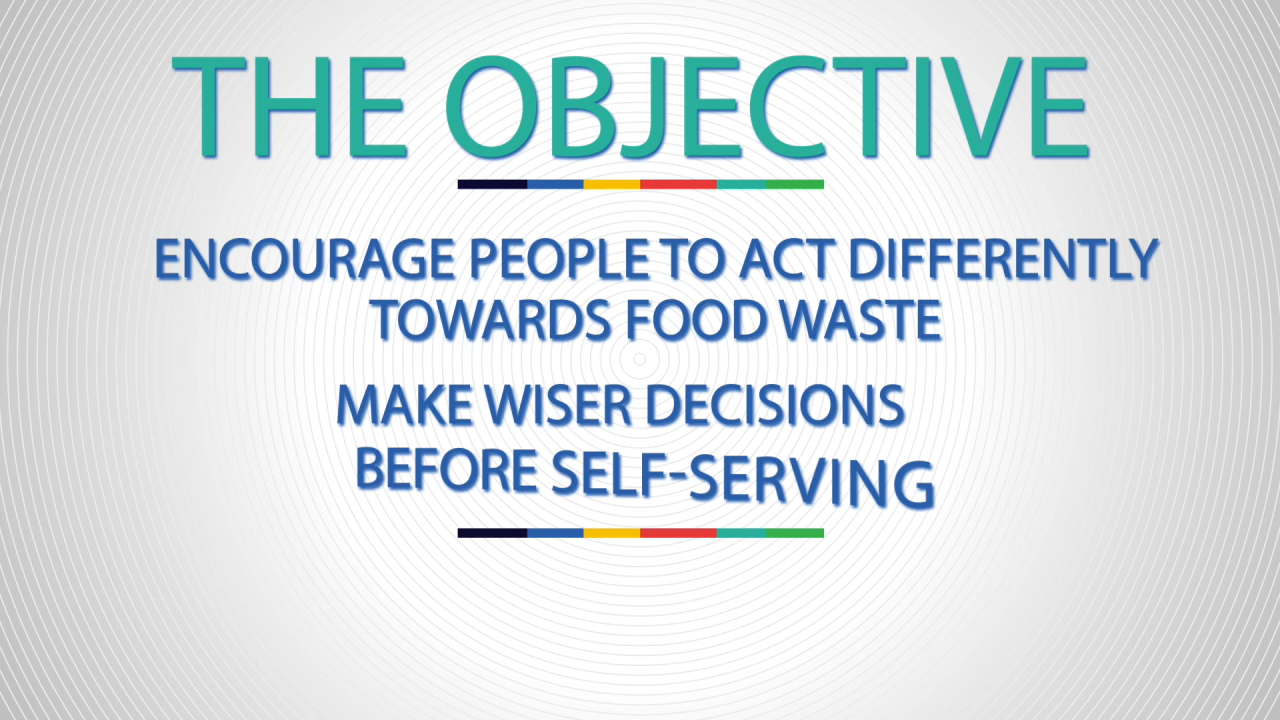 THE OBJECTIVE
ENCOURAGE PEOPLE TO ACT DIFFERENTLY
TOWARDS FOOD WASTE
MAKE WISER DECISIONS
BEFORE SELF-SERVING